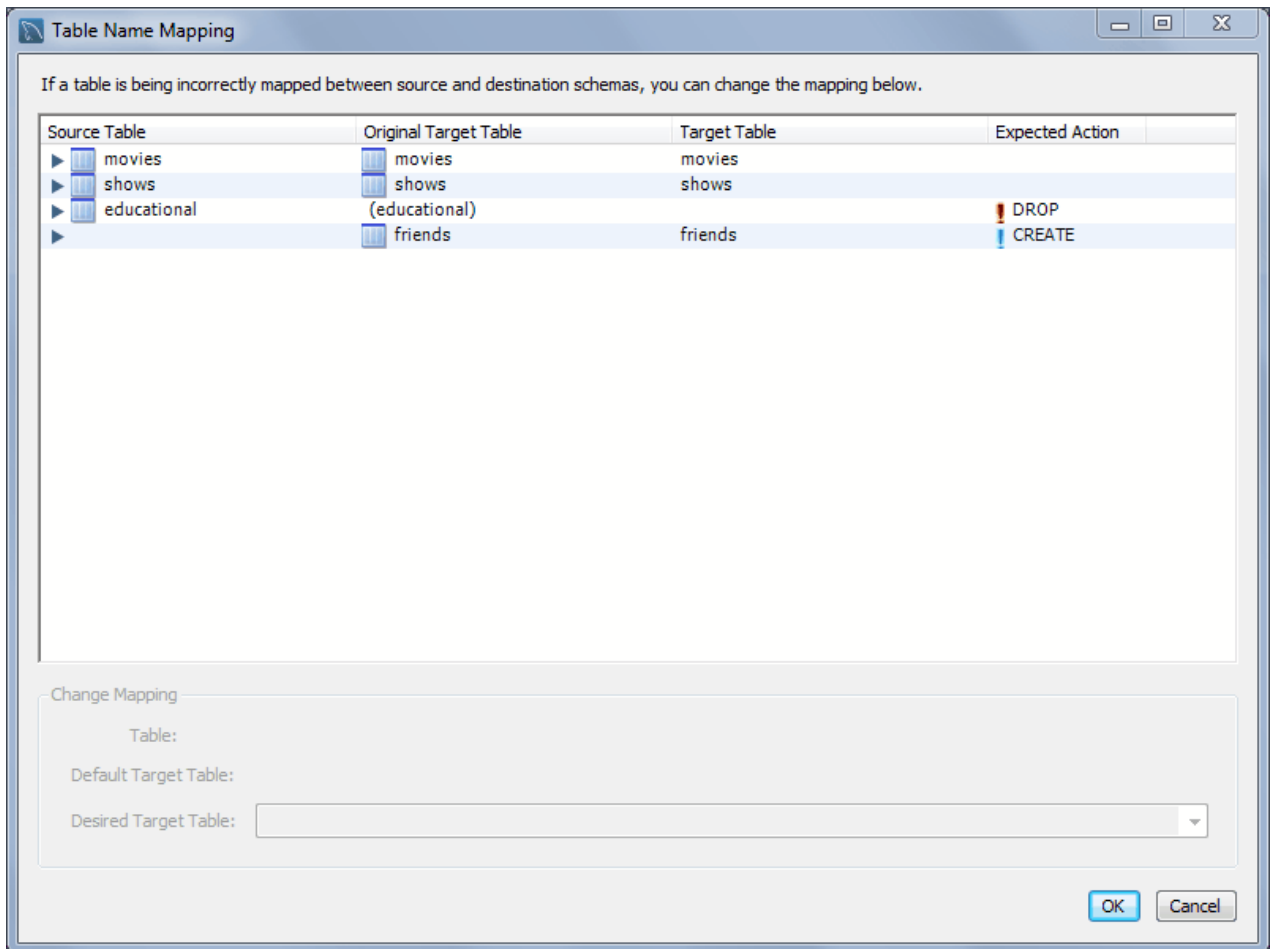 Table Name Mapping
If a table is being incorrectly mapped between source and destination schemas, you can change the mapping below.
Source Table Original Target Table Target Table Expected Action
movies movies movies
shows shows shows
educational (educational) DROP
friends friends CREATE
Change Mapping
Table:
Default Target Table:
Desired Target Table:
OK Cancel